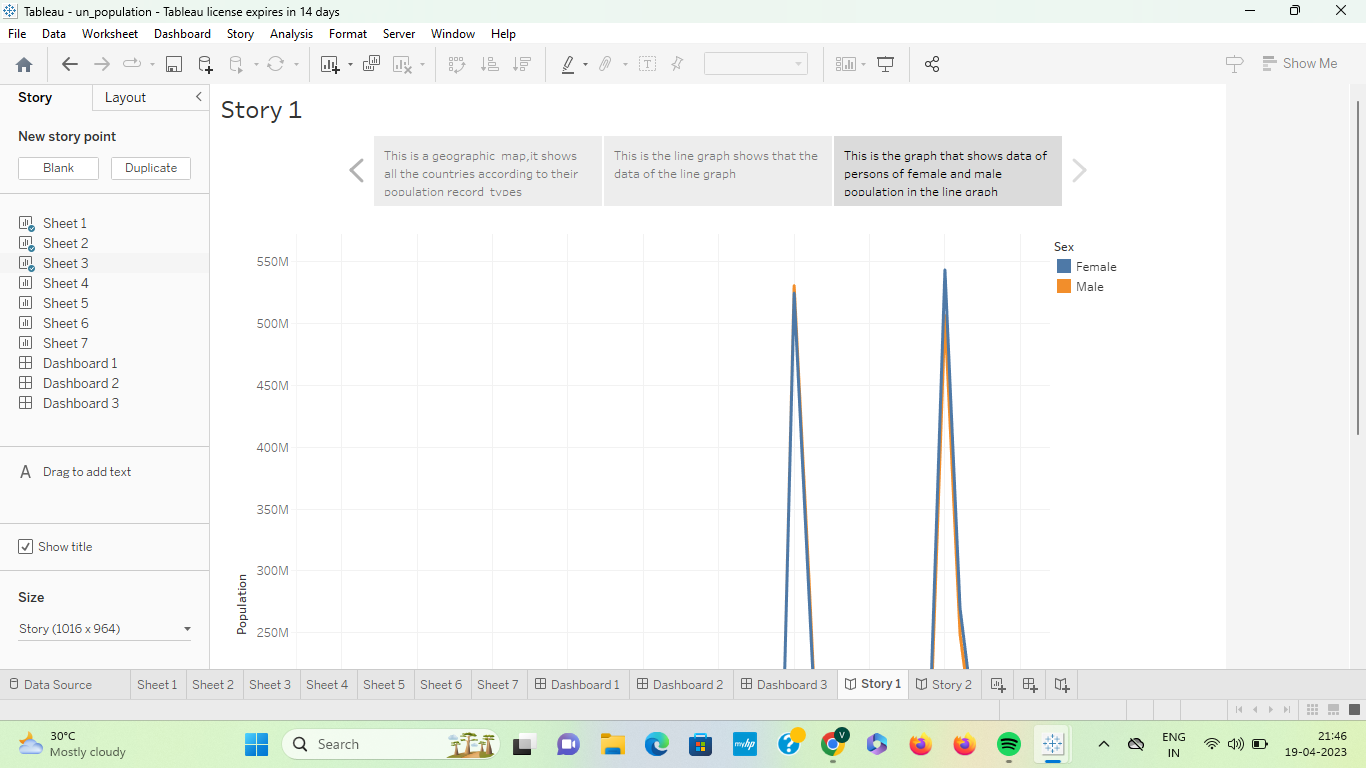 Tableau - un_population - Tableau license expires in 14 days
File Data Worksheet Dashboard Story Analysis Format Server Window Help
Show Me
Story
Layout
New story point
Blank
Duplicate
Sheet 1
Sheet 2
Sheet 3
Sheet 4
Sheet 5
Sheet 6
Sheet 7
Dashboard 1
Dashboard 2
Dashboard 3
A Drag to add text
Show title
Size
Story (1016 x 964)
Story 1
This is a geographic map,it shows
all the countries according to their
population record types
This is the line graph shows that the
data of the line graph
This is the graph that shows data of
persons of female and male
population in the line graph
550M
500M
450M
400M
350M
300M
250M
Population
Sex
Female
Male
Data Source Sheet 1 Sheet 2 Sheet 3 Sheet 4 Sheet 5 Sheet 6 Sheet 7 Dashboard 1 Dashboard 2 Dashboard 3 Story 1 Story 2
30°C
Mostly cloudy
Search
myhp
V
ENG
IN
21:46
19-04-2023